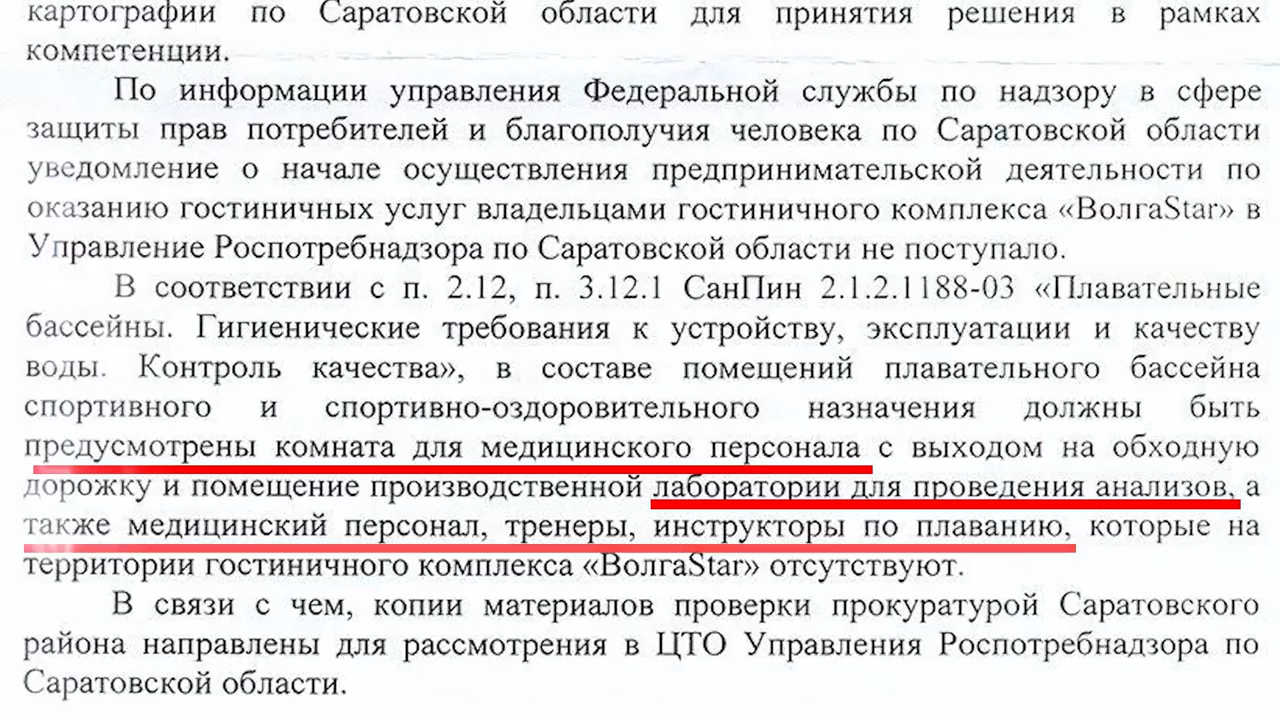 картографии по Саратовской области для принятия решения в рамках
компетенции.
По информации управления Федеральной службы по надзору в сфере
защиты прав потребителей и благополучия человека по Саратовской области
уведомление о начале осуществления предпринимательской деятельности по
оказанию гостиничных услуг владельцами гостиничного комплекса «ВолгаStar» в
Управление Роспотребнадзора по Саратовской области не поступало.
В соответствии с п. 2.12, п. 3.12.1 СанПин 2.1.2.1188-03 «Плавательные
бассейны. Гигиенические требования к устройству, эксплуатации и качеству
воды. Контроль качества», в составе помещений плавательного бассейна
спортивного и спортивно-оздоровительного назначения должны быть
предусмотрены комната для медицинского персонала с выходом на обходную
дорожку и помещение производственной лаборатории для проведения анализов, а
также медицинский персонал, тренеры, инструкторы по плаванию, которые на
территории гостиничного комплекса «ВолгаStar» отсутствуют.
В связи с чем, копии материалов проверки прокуратурой Саратовского
района направлены для рассмотрения в ЦТО Управления Роспотребнадзора по
Саратовской области.